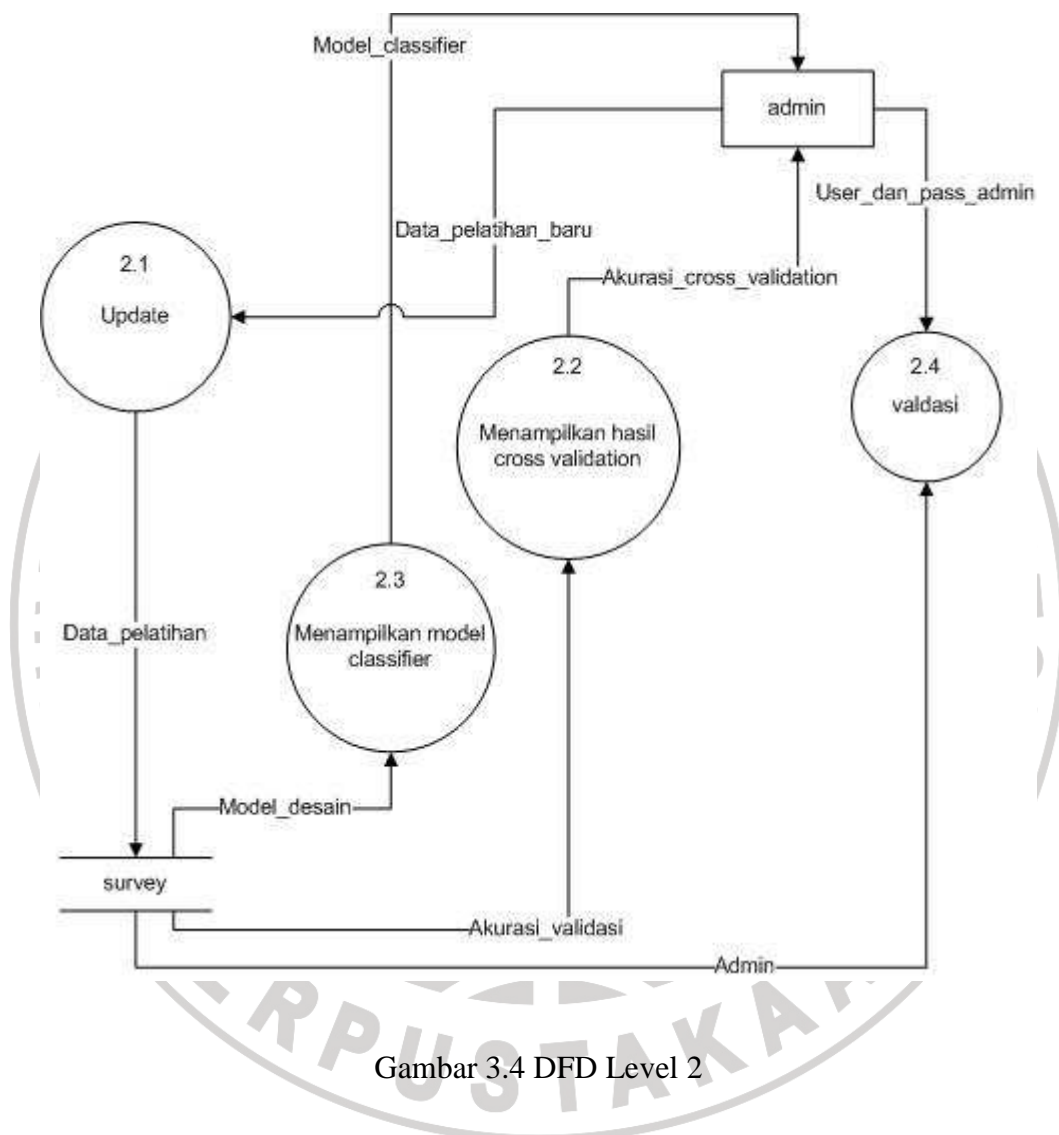 Model_classifier
admin
User_dan_pass_admin
Data_pelatihan_baru
2.1
Update
Akurasi_cross_validation
2.2
Menampilkan hasil
cross validation
2.4
valdasi
2.3
Menampilkan model
classifier
Data_pelatihan
Model_desain
survey
Akurasi_validasi
Admin
ERPUSTAKA
Gambar 3.4 DFD Level 2